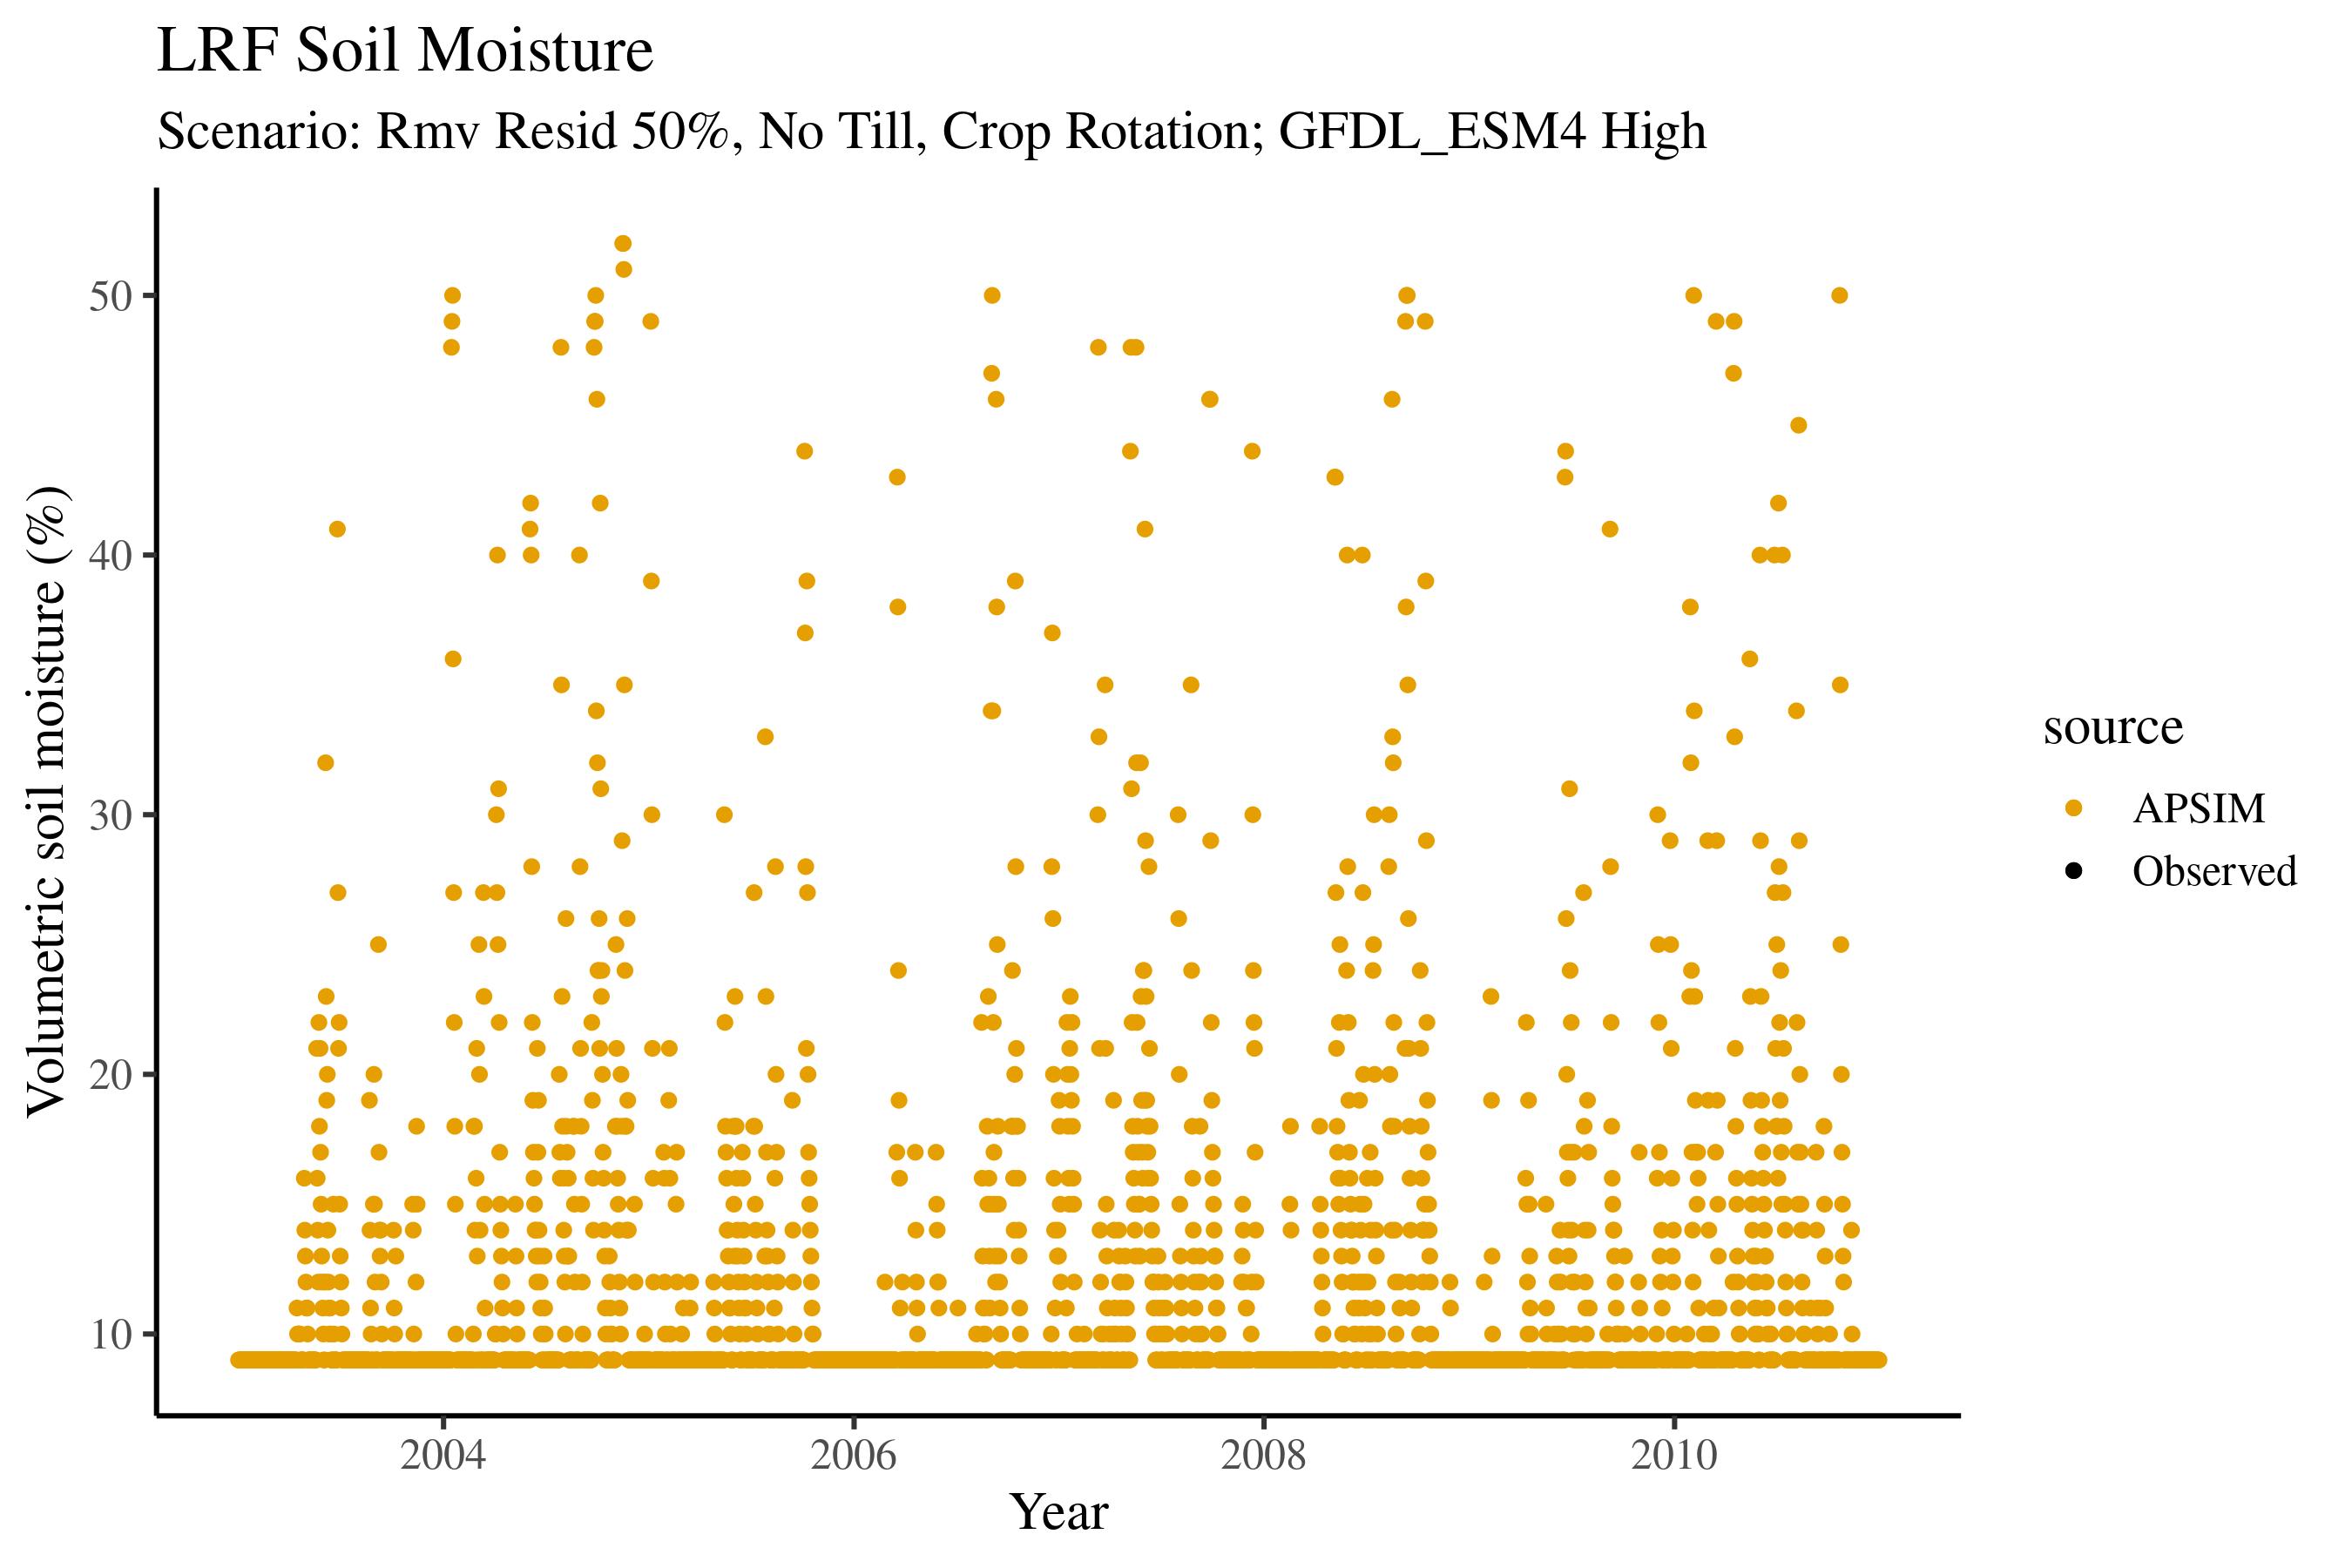 LRF Soil Moisture
Scenario: Rmv Resid 50%, No Till, Crop Rotation; GFDL_ESM4 High
Volumetric soil moisture (%)
50
40
30
20
10
2004 2006 2008 2010
Year
source
APSIM
Observed